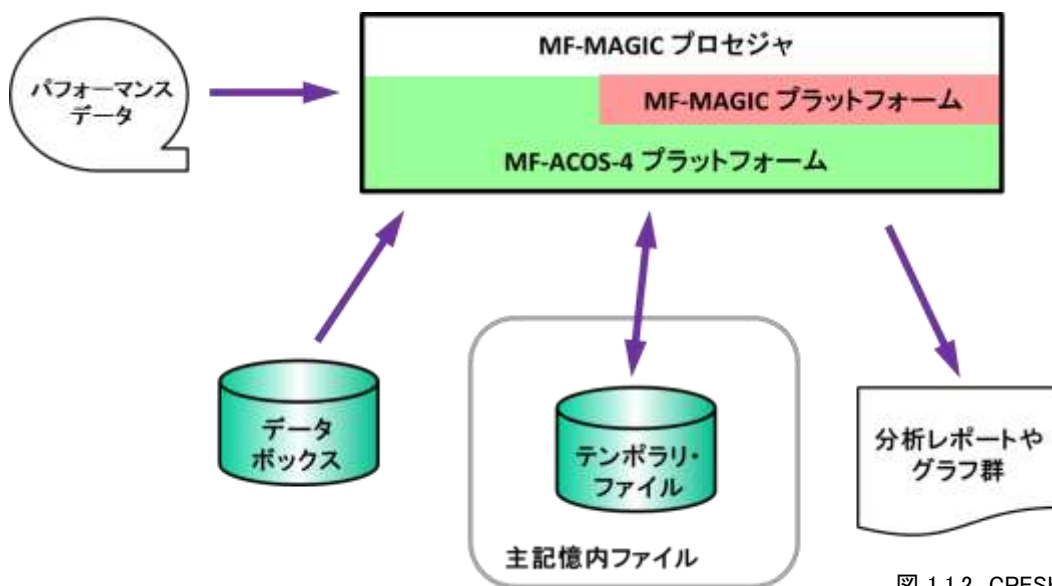 パフォーマンス
データ
MF-MAGIC プロセジャ
MF-MAGIC プラットフォーム
MF-ACOS-4 プラットフォーム
データ
ボックス
テンポラリ・
ファイル
主記憶内ファイル
分析レポートや
グラフ群
図 1.1.2